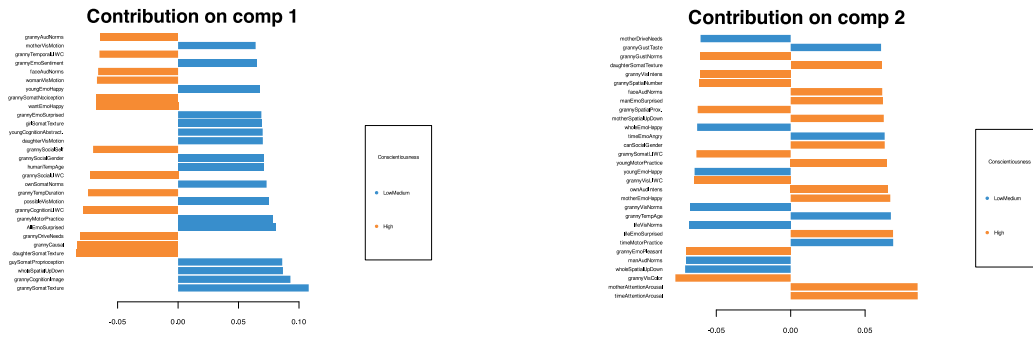 Contribution on comp 1
grannyAudNorms
motherVisMotion
grannyTemporalLIWC
grannyEmoSentiment
faceAudNorms
womanVisMotion
youngEmoHappy
grannySomatNociception
wantEmoHappy
grannyEmoSurprised
girlSomatTexture
youngCognitionAbstract.
daughterVisMotion
grannySocialSelf
grannySocialGender
humanTempAge
grannySocialLIWC
ownSomatNorms
grannyTempDuration
possibleVisMotion
grannyCognitionLIWC
grannyMotorPractice
AllEmoSurprised
grannyDriveNeeds
grannyCausal
daughterSomatTexture
guySomatProprioception
wholeSpatialUpDown
grannyCognitionImage
grannySomatTexture
-0.05 0.00 0.05 0.10
Conscientiousness
LowMedium
High
Contribution on comp 2
motherDriveNeeds
grannyGustTaste
grannyGustNorms
daughterSomatTexture
grannyVisIntens
grannySpatialNumber
faceAudNorms
manEmoSurprised
grannySpatialProx.
motherSpatialUpDown
wholeEmoHappy
timeEmoAngry
canSocialGender
grannySomatLIWC
youngMotorPractice
youngEmoHappy
grannyVisLIWC
ownAudIntens
motherEmoHappy
grannyVisNorms
grannyTempAge
lifeVisNorms
lifeEmoSurprised
timeMotorPractice
grannyEmoPleasant
manAudNorms
wholeSpatialUpDown
grannyVisColor
motherAttentionArousal
timeAttentionArousal
-0.05 0.00 0.05
Conscientiousness
LowMedium
High